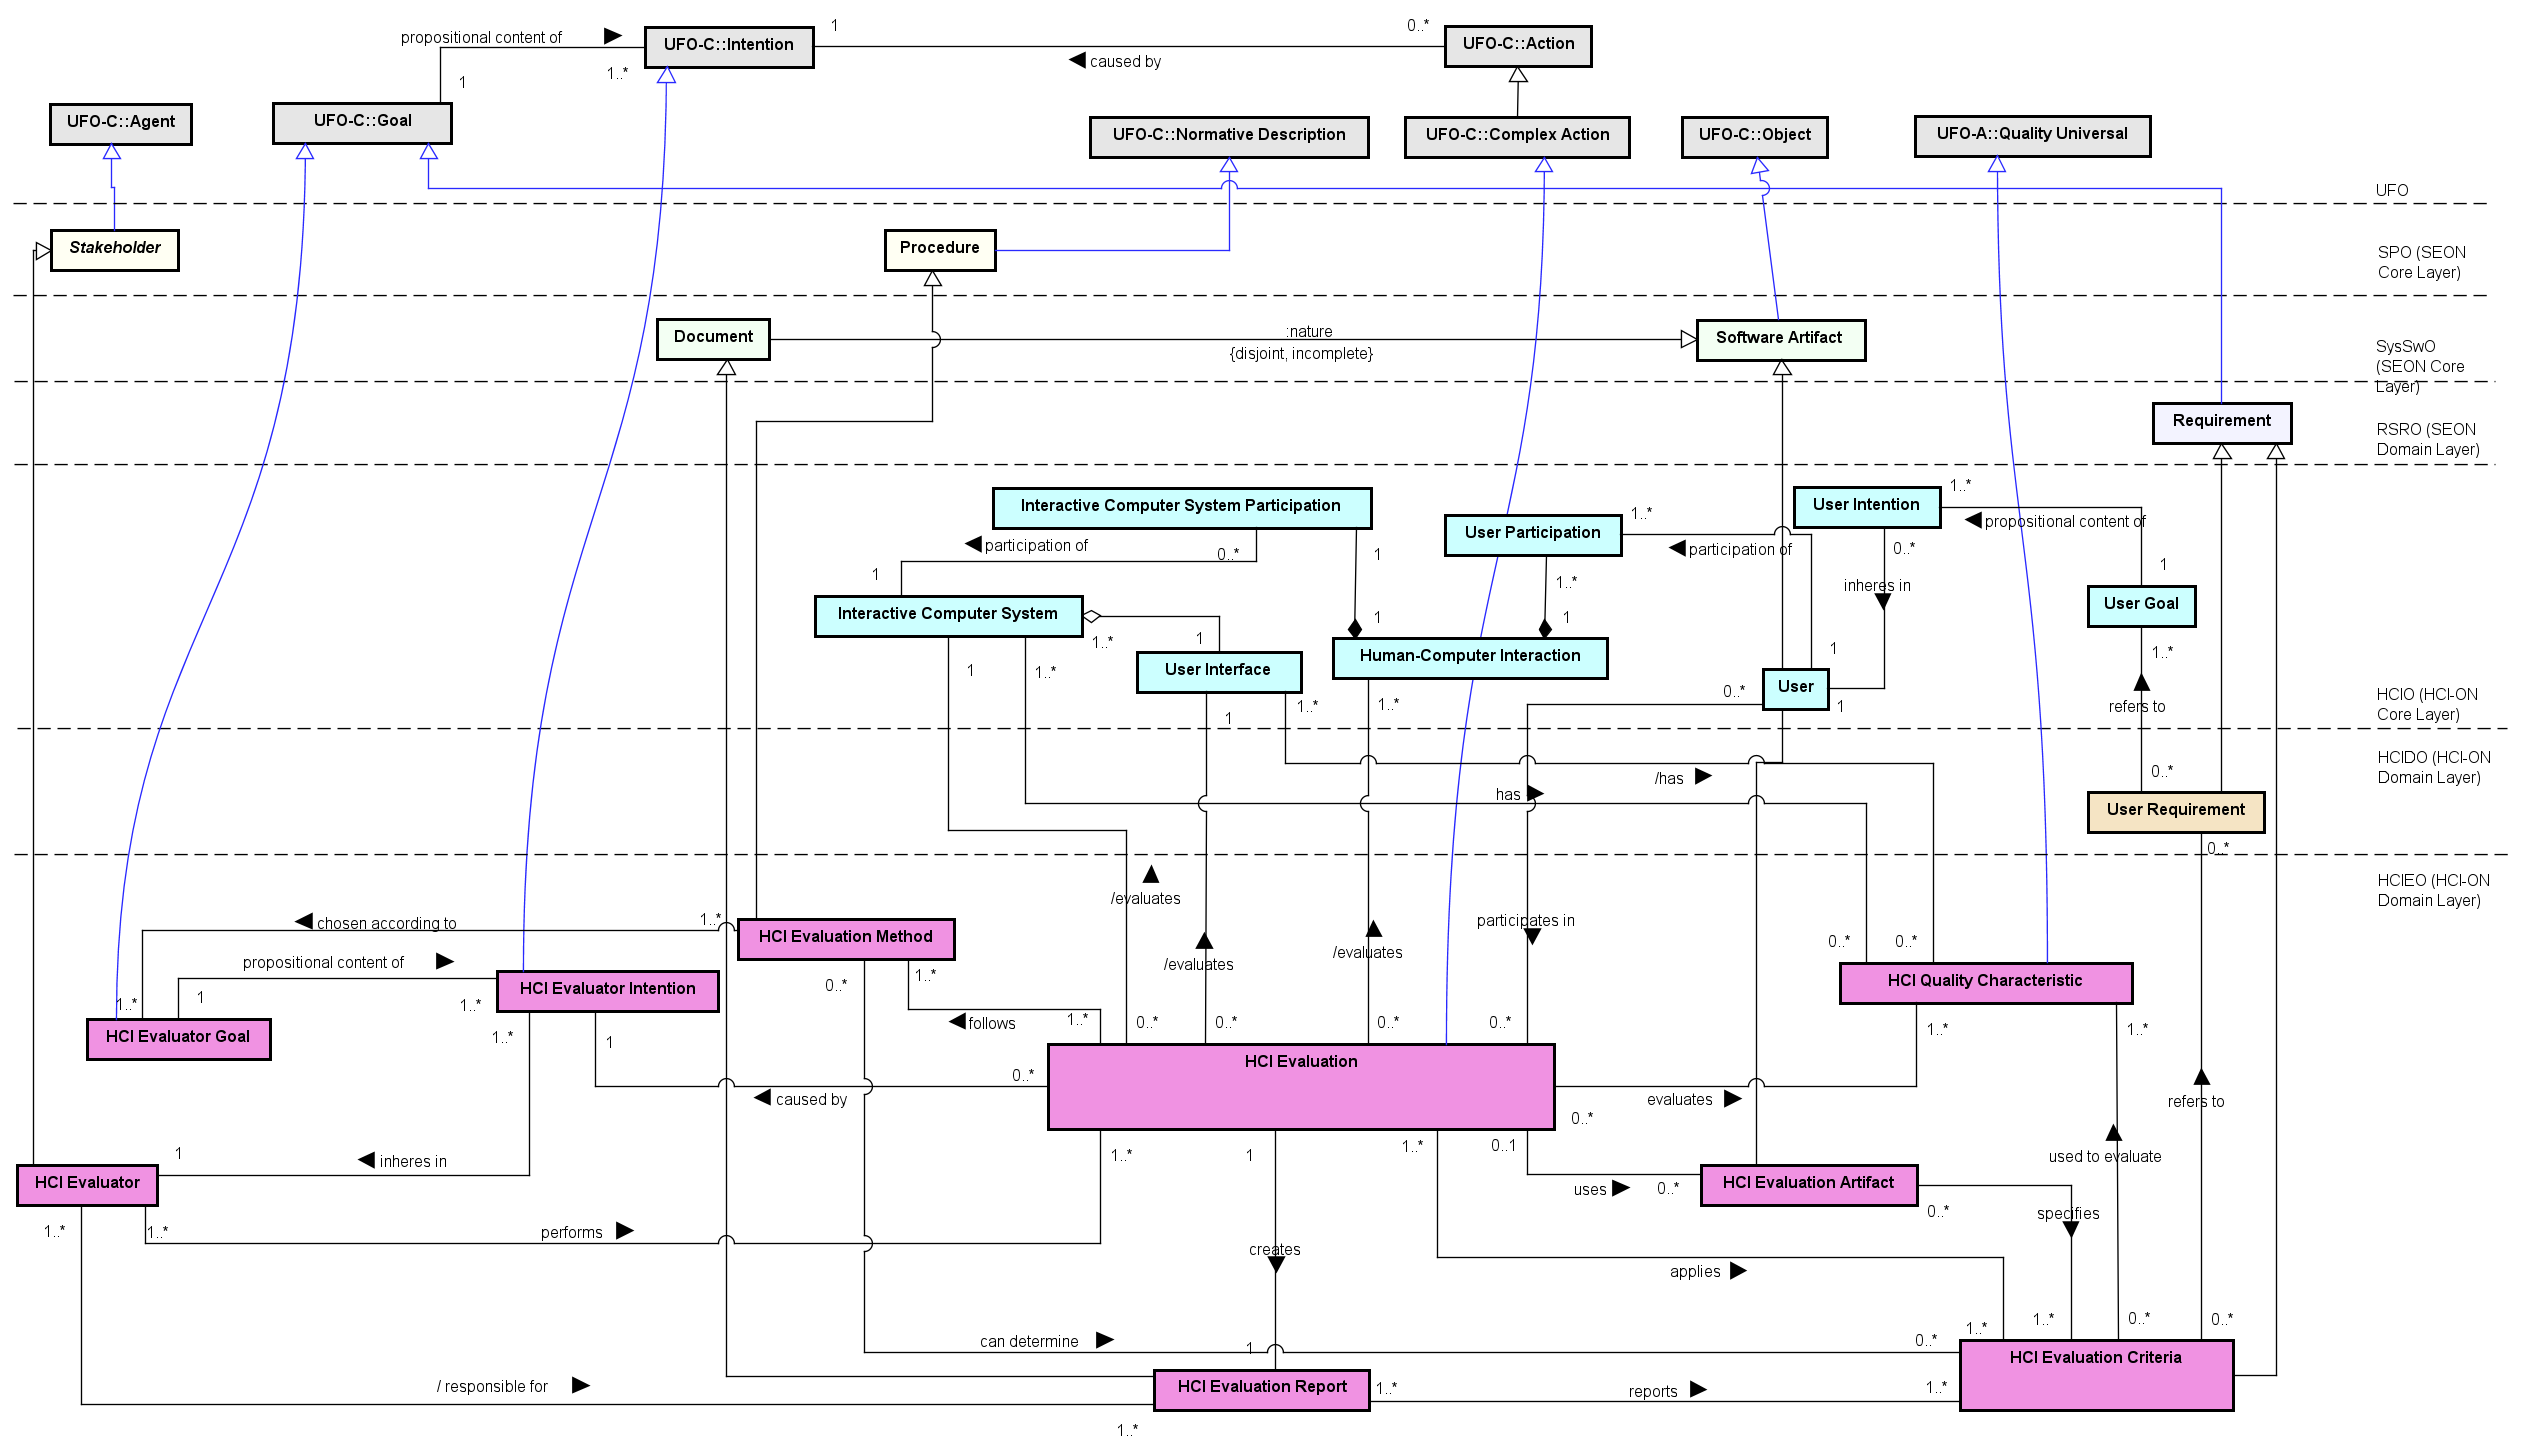 propositional content of
1..*
1
UFO-C::Intention
1
0..*
caused by
UFO-C::Action
UFO-C::Agent
UFO-C::Goal
UFO-C::Normative Description
UFO-C::Complex Action
UFO-C::Object
UFO-A::Quality Universal
UFO
Stakeholder
Procedure
SPO (SEON
Core Layer)
Document
:nature
{disjoint, incomplete}
Software Artifact
SysSwO
(SEON Core
Layer)
Requirement
RSRO (SEON
Domain Layer)
Interactive Computer System Participation
participation of
0..*
1
1
User Participation
1..*
participation of
User Intention
1..*
propositional content of
0..*
1
inheres in
1..*
Interactive Computer System
1..*
1
1
1
User Goal
1
1..*
User Interface
Human-Computer Interaction
1
1..*
User
0..*
1
1
1..*
1..*
refers to
HCIO (HCI-ON
Core Layer)
HCIDO (HCI-ON
Domain Layer)
/has
has
0..*
User Requirement
0..*
HCIEO (HCI-ON
Domain Layer)
/evaluates
/evaluates
/evaluates
participates in
chosen according to
1..*
HCI Evaluation Method
propositional content of
1
1..*
1..*
HCI Evaluator Intention
0..*
1..*
0..*
0..*
HCI Quality Characteristic
HCI Evaluator Goal
1..*
1
follows
1..*
0..*
0..*
0..*
0..*
1..*
1..*
HCI Evaluation
0..*
caused by
evaluates
0..*
refers to
used to evaluate
1
inheres in
1..*
1
1..*
0..1
HCI Evaluator
HCI Evaluation Artifact
uses
0..*
0..*
specifies
1..*
1..*
performs
creates
applies
can determine
1
0..*
1..*
1..*
0..*
0..*
HCI Evaluation Criteria
/ responsible for
1..*
HCI Evaluation Report
1..*
reports
1..*